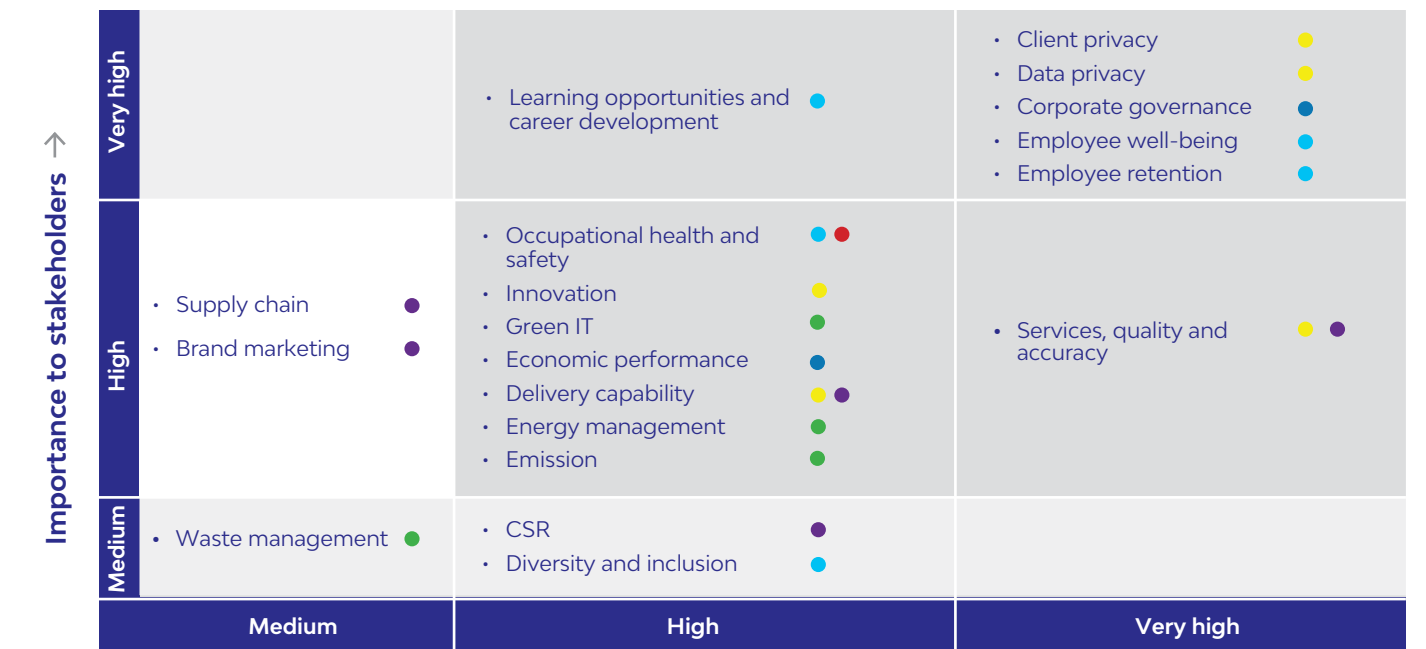 Importance to stakeholders →
Very high
• Learning opportunities and
career development
• Client privacy
• Data privacy
• Corporate governance
• Employee well-being
• Employee retention
High
• Supply chain
• Brand marketing
• Occupational health and
safety
• Innovation
• Green IT
• Economic performance
• Delivery capability
• Energy management
• Emission
• Services, quality and
accuracy
Medium
• Waste management
• CSR
• Diversity and inclusion
Medium
High
Very high